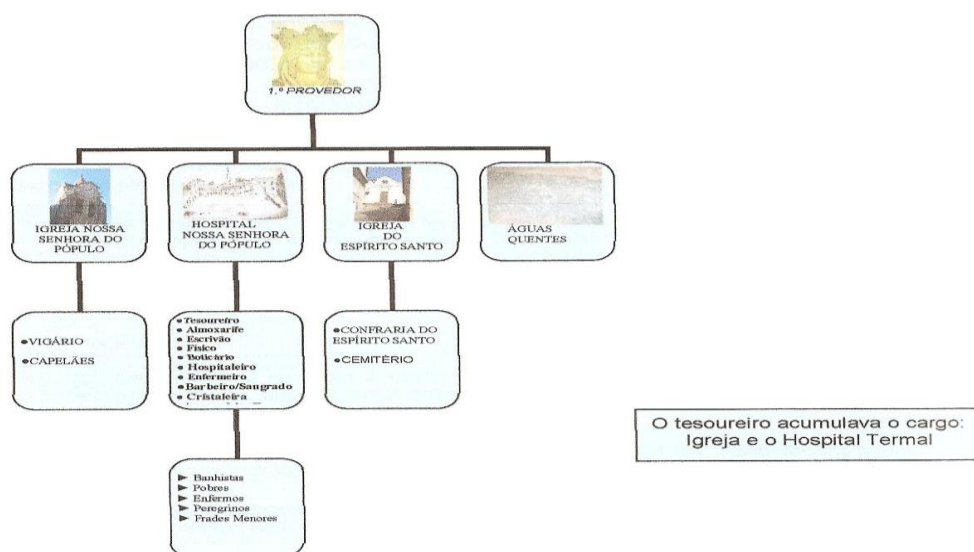 1.º PROVEDOR
IGREJA NOSSA
SENHORA DO
PÓPULO
HOSPITAL
NOSSA SENHORA
DO PÓPULO
IGREJA
DO
ESPÍRITO SANTO
ÁGUAS
QUENTES
●VIGÁRIO
●CAPELÃES
●Tesoureiro
● Almoxarife
● Escrivão
● Físico
● Boticário
● Hospitaleiro
● Enfermeiro
● Barbeiro/Sangrado
● Cristaleira
●CONFRARIA DO
ESPÍRITO SANTO
●CEMITÉRIO
O tesoureiro acumulava o cargo:
Igreja e o Hospital Termal
► Banhistas
► Pobres
► Enfermos
► Peregrinos
► Frades Menores